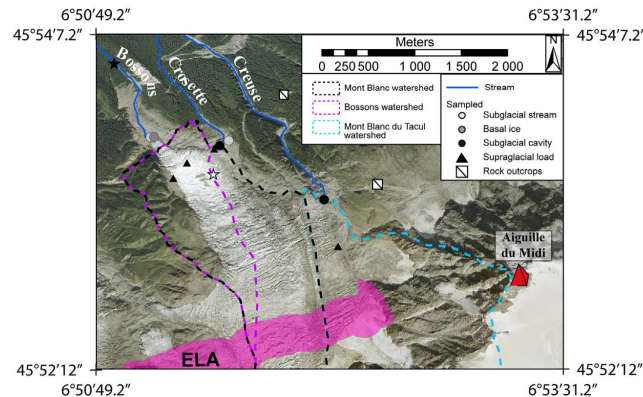 6°50'49.2"
6°53'31.2"
45°54'7.2"
45°54'7.2"
Bossons
Crosette
Creuse
Meters
0 250 500 1 000 1 500 2 000
N
Mont Blanc watershed
Bossons watershed
Mont Blanc du Tacul
watershed
Stream
Sampled
Subglacial stream
Basal ice
Subglacial cavity
Supraglacial load
Rock outcrops
Aiguille
du Midi
ELA
45°52'12"
45°52'12"
6°50'49.2"
6°53'31.2"